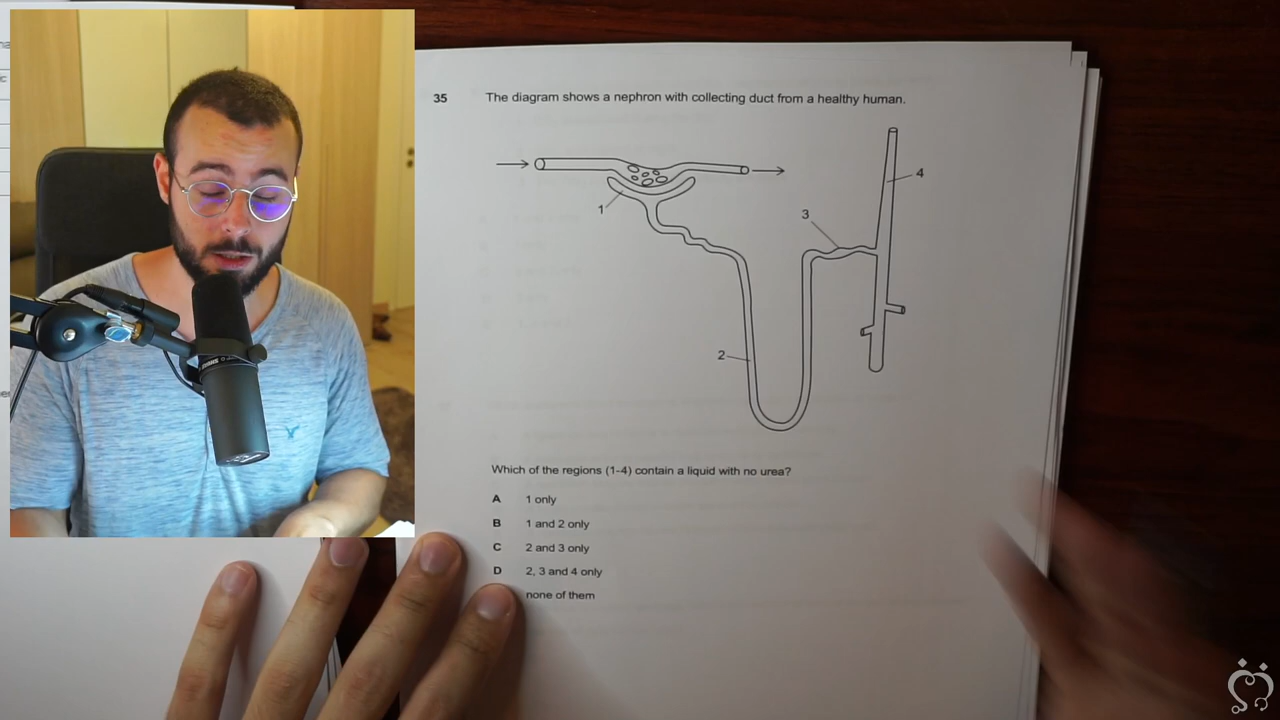 35 The diagram shows a nephron with collecting duct from a healthy human.
4
1
3
2
Which of the regions (1-4) contain a liquid with no urea?
A 1 only
B 1 and 2 only
C 2 and 3 only
D 2, 3 and 4 only
none of them